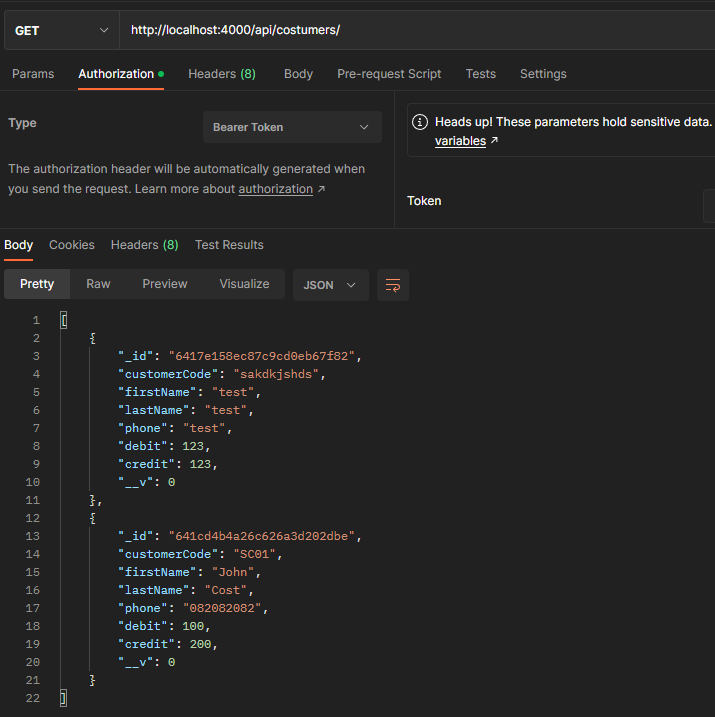 GET http://localhost:4000/api/costumers/
Params Authorization Headers (8) Body Pre-request Script Tests Settings
Type
Bearer Token
The authorization header will be automatically generated when
you send the request. Learn more about authorization ↗
Heads up! These parameters hold sensitive data.
variables ↗
Token
Body Cookies Headers (8) Test Results
Pretty Raw Preview Visualize JSON
1 [
2 {
3 "_id": "6417e158ec87c9cd0eb67f82",
4 "customerCode": "sakdkjshds",
5 "firstName": "test",
6 "lastName": "test",
7 "phone": "test",
8 "debit": 123,
9 "credit": 123,
10 "__v": 0
11 },
12 {
13 "_id": "641cd4b4a26c626a3d202dbe",
14 "customerCode": "SC01",
15 "firstName": "John",
16 "lastName": "Cost",
17 "phone": "082082082",
18 "debit": 100,
19 "credit": 200,
20 "__v": 0
21 }
22 ]